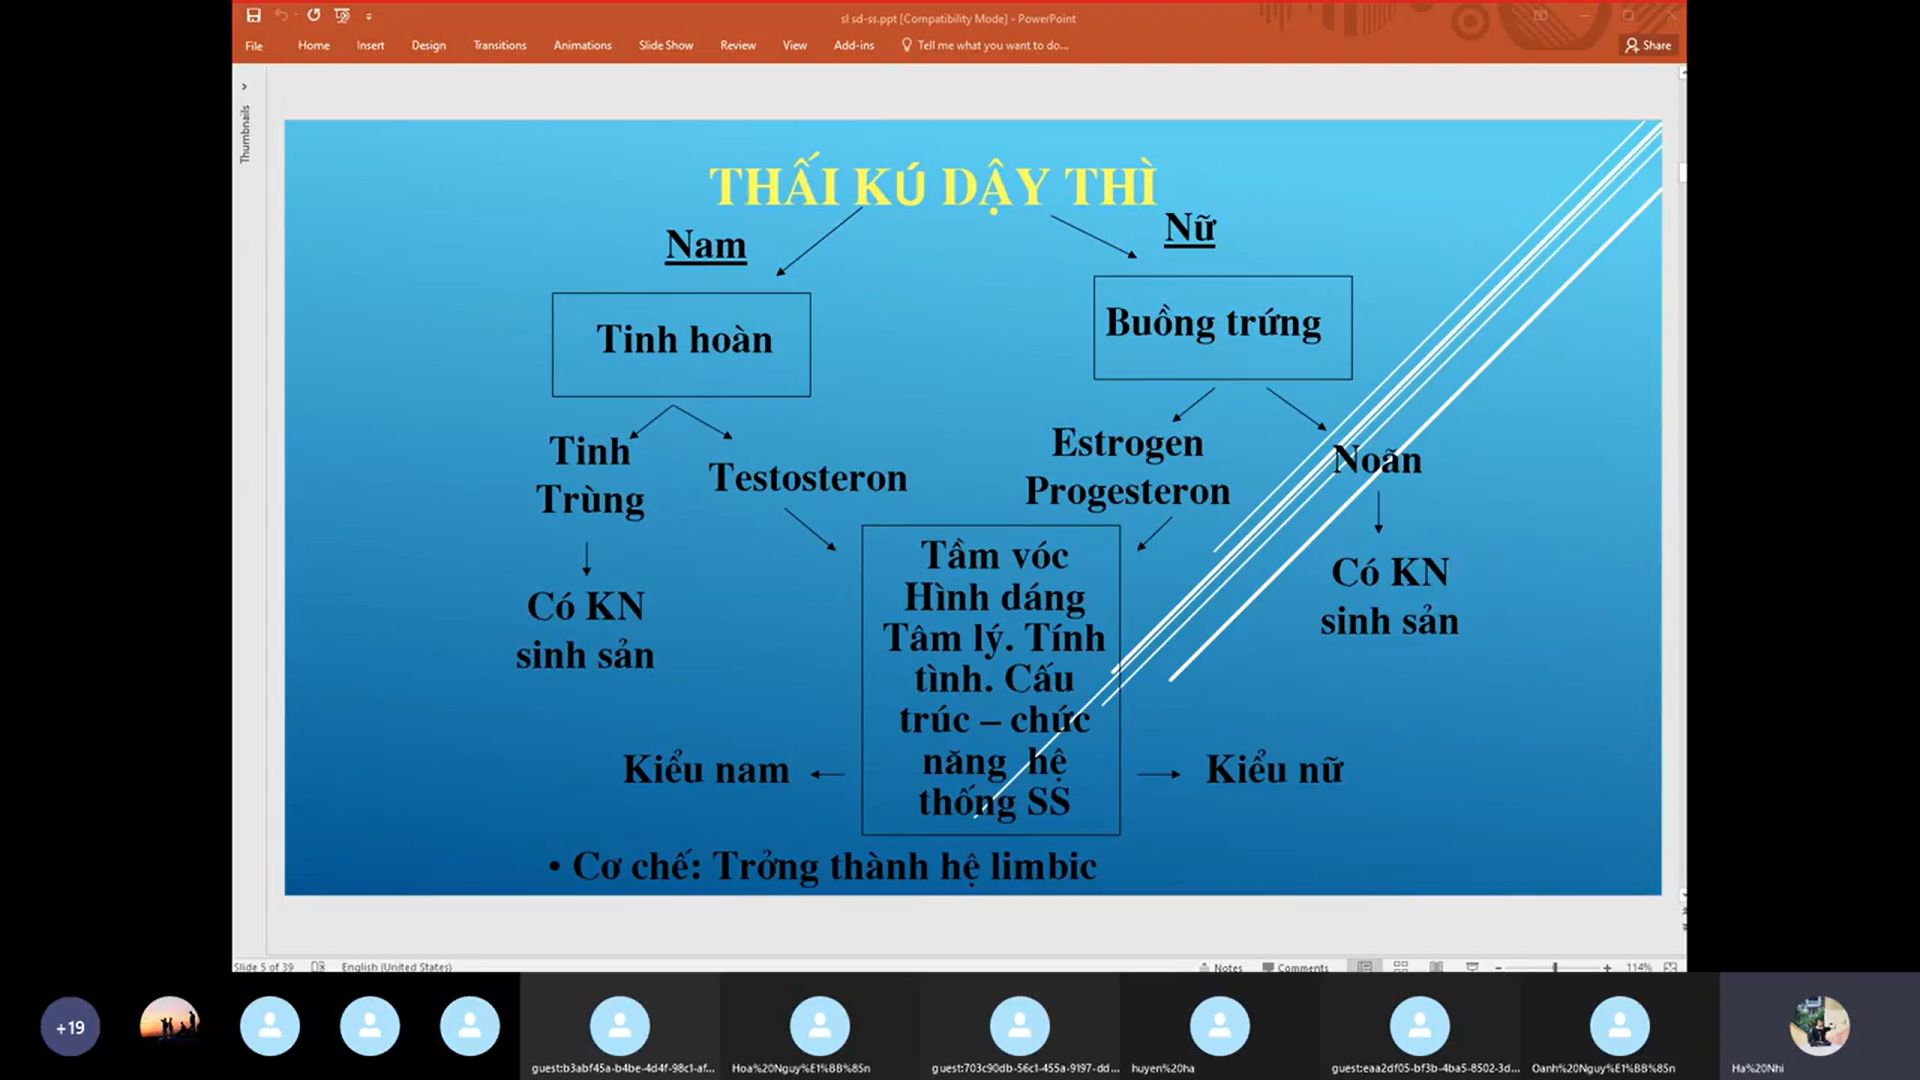 sl sd-ss.ppt [Compatibility Mode] - PowerPoint
File Home Insert Design Transitions Animations Slide Show Review View Add-ins Tell me what you want to do... Share
Thumbnails
THẤI KÚ DẬY THÌ
Nam
Nữ
Tinh hoàn
Buồng trứng
Tinh
Trùng
Testosteron
Estrogen
Progesteron
Noãn
Có KN
sinh sản
Có KN
sinh sản
Tầm vóc
Hình dáng
Tâm lý. Tính
tình. Cấu
trúc – chức
năng hệ
thống SS
Kiểu nam
Kiểu nữ
• Cơ chế: Trởng thành hệ limbic
Slide 5 of 39 English (United States) Notes Comments 114%
+19
guest:b3abf45a-b4be-4d4f-98c1-af...
Hoa%20Nguy%E1%BB%85n
guest:703c90db-56c1-455a-9197-dd...
huyen%20ha
guest:eaa2df05-bf3b-4ba5-8502-3d...
Oanh%20Nguy%E1%BB%85n
Ha%20Nhi